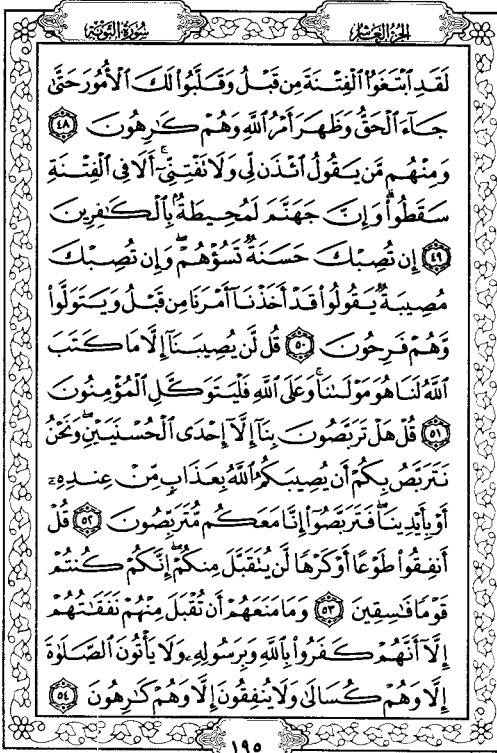 سُورَةُ التَّوْبَةِ
الجُزْءُ العَاشِرُ
لَقَدِ ٱبْتَغَوُا۟ ٱلْفِتْنَةَ مِن قَبْلُ وَقَلَّبُوا۟ لَكَ ٱلْأُمُورَ حَتَّىٰ
جَآءَ ٱلْحَقُّ وَظَهَرَ أَمْرُ ٱللَّهِ وَهُمْ كَـٰرِهُونَ ٤٨
وَمِنْهُم مَّن يَقُولُ ٱئْذَن لِّى وَلَا تَفْتِنِّىٓ ۚ أَلَا فِى ٱلْفِتْنَةِ
سَقَطُوا۟ ۗ وَإِنَّ جَهَنَّمَ لَمُحِيطَةٌۢ بِٱلْكَـٰفِرِينَ
٤٩ إِن تُصِبْكَ حَسَنَةٌ تَسُؤْهُمْ ۖ وَإِن تُصِبْكَ
مُصِيبَةٌ يَقُولُوا۟ قَدْ أَخَذْنَآ أَمْرَنَا مِن قَبْلُ وَيَتَوَلَّوا۟
وَّهُمْ فَرِحُونَ ٥٠ قُل لَّن يُصِيبَنَآ إِلَّا مَا كَتَبَ
ٱللَّهُ لَنَا هُوَ مَوْلَىٰنَا ۚ وَعَلَى ٱللَّهِ فَلْيَتَوَكَّلِ ٱلْمُؤْمِنُونَ
٥١ قُلْ هَلْ تَرَبَّصُونَ بِنَآ إِلَّآ إِحْدَى ٱلْحُسْنَيَيْنِ ۖ وَنَحْنُ
نَتَرَبَّصُ بِكُمْ أَن يُصِيبَكُمُ ٱللَّهُ بِعَذَابٍ مِّنْ عِندِهِۦٓ
أَوْ بِأَيْدِينَا ۖ فَتَرَبَّصُوٓا۟ إِنَّا مَعَكُم مُّتَرَبِّصُونَ ٥٢ قُلْ
أَنفِقُوا۟ طَوْعًا أَوْ كَرْهًا لَّن يُتَقَبَّلَ مِنكُمْ ۖ إِنَّكُمْ كُنتُمْ
قَوْمًا فَـٰسِقِينَ ٥٣ وَمَا مَنَعَهُمْ أَن تُقْبَلَ مِنْهُمْ نَفَقَـٰتُهُمْ
إِلَّآ أَنَّهُمْ كَفَرُوا۟ بِٱللَّهِ وَبِرَسُولِهِۦ وَلَا يَأْتُونَ ٱلصَّلَوٰةَ
إِلَّا وَهُمْ كُسَالَىٰ وَلَا يُنفِقُونَ إِلَّا وَهُمْ كَـٰرِهُونَ ٥٤
١٩٥